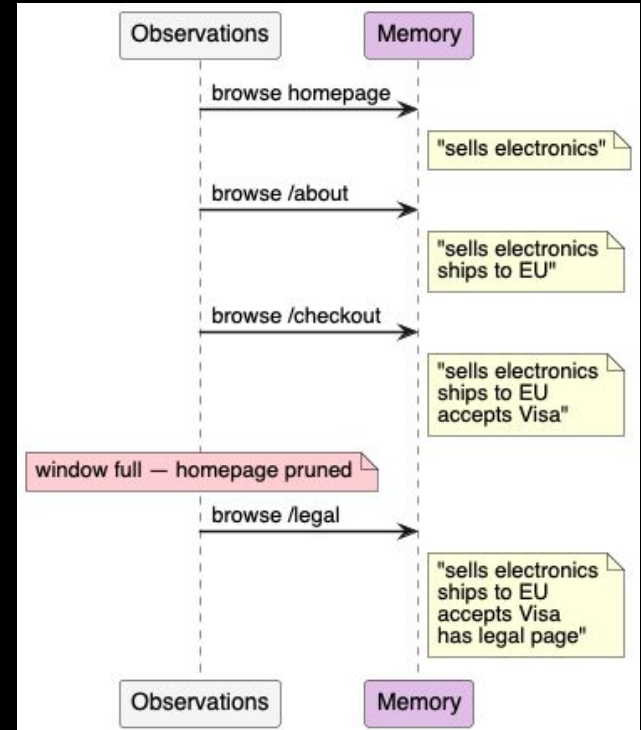 Observations
Memory
browse homepage
"sells electronics"
browse /about
"sells electronics
ships to EU"
browse /checkout
"sells electronics
ships to EU
accepts Visa"
window full — homepage pruned
browse /legal
"sells electronics
ships to EU
accepts Visa
has legal page"
Observations
Memory